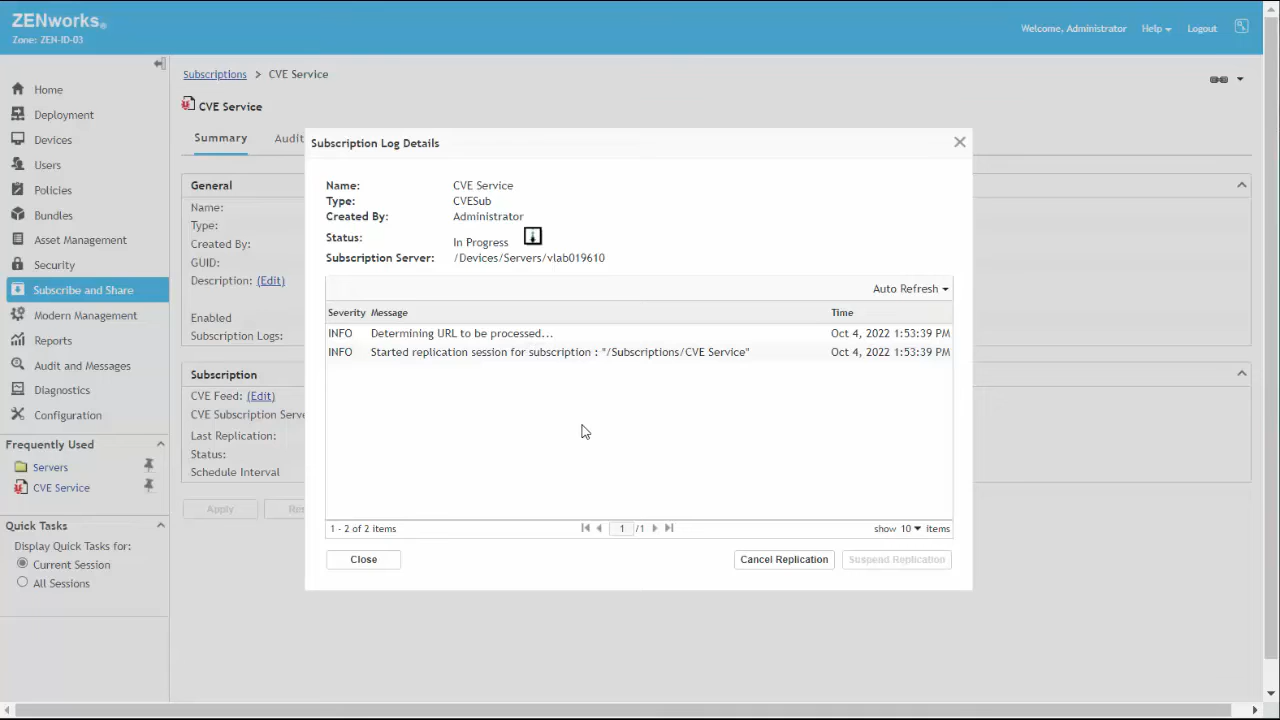 ZENworks®
Zone: ZEN-ID-03
Welcome, Administrator Help Logout
Home
Deployment
Devices
Users
Policies
Bundles
Asset Management
Security
Subscribe and Share
Modern Management
Reports
Audit and Messages
Diagnostics
Configuration
Frequently Used
Servers
CVE Service
Quick Tasks
Display Quick Tasks for:
Current Session
All Sessions
Subscriptions > CVE Service
CVE Service
Summary Audit
General
Name:
Type:
Created By:
GUID:
Description: (Edit)
Enabled
Subscription Logs:
Subscription
CVE Feed: (Edit)
CVE Subscription Serve
Last Replication:
Status:
Schedule Interval
Apply Res
Subscription Log Details
Name: CVE Service
Type: CVESub
Created By: Administrator
Status: In Progress
Subscription Server: /Devices/Servers/vlab019610
Auto Refresh
Severity Message Time
INFO Determining URL to be processed... Oct 4, 2022 1:53:39 PM
INFO Started replication session for subscription : "/Subscriptions/CVE Service" Oct 4, 2022 1:53:39 PM
1 - 2 of 2 items 1 /1 show 10 items
Close Cancel Replication Suspend Replication